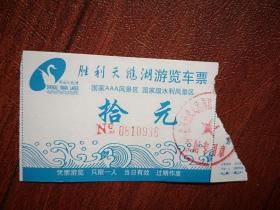 胜利天鹅湖游览车票
国家AAA风景区 国家级水利风景区
拾元
№ 0810938
凭票游览 只限一人 当日有效 过期作废